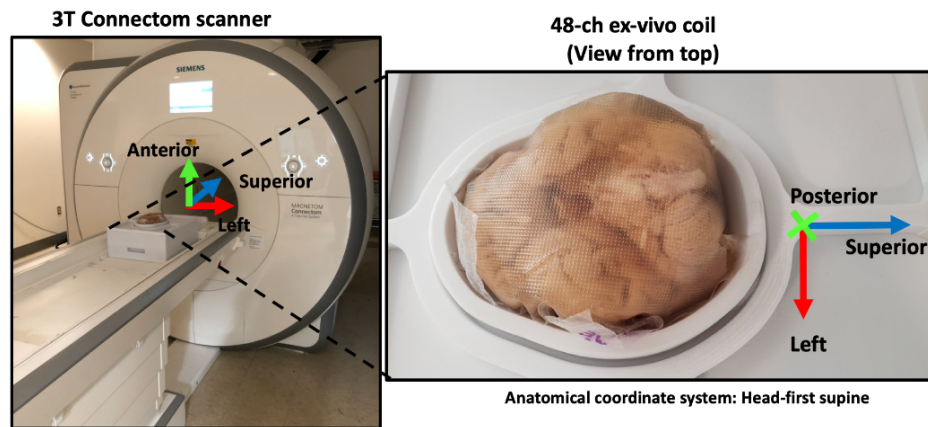 3T Connectom scanner
48-ch ex-vivo coil
(View from top)
SIEMENS
Anterior
Superior
Left
MAGNETOM
Connectom
Posterior
Superior
Left
Anatomical coordinate system: Head-first supine